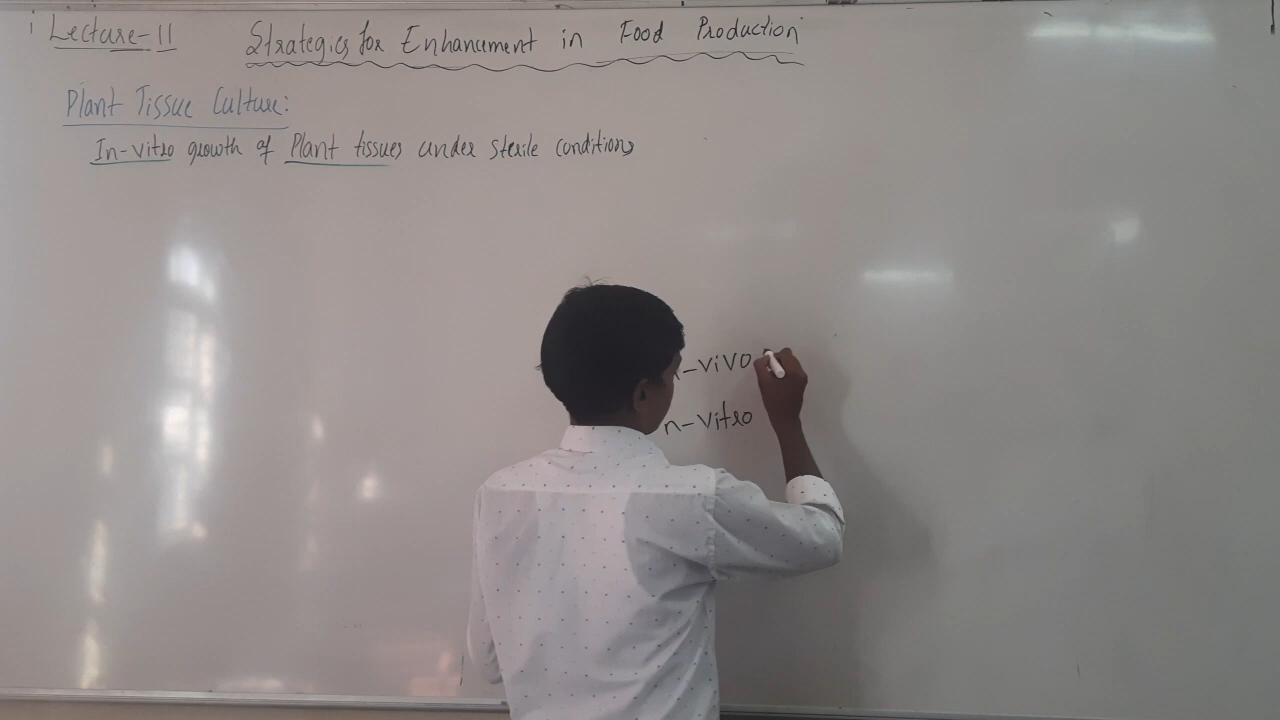 Lecture-11
Strategies for Enhancement in Food Production
Plant Tissue Culture:
In-vitro growth of Plant tissues under sterile conditions
-vivo
n-vitro